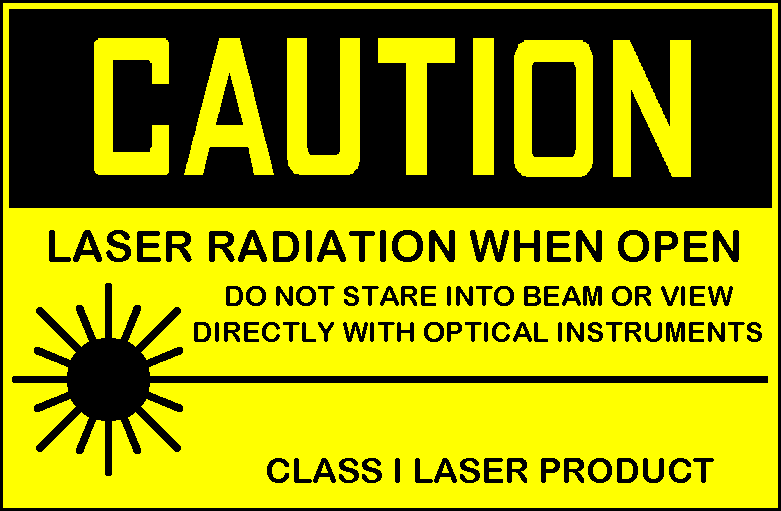 CAUTION
LASER RADIATION WHEN OPEN
DO NOT STARE INTO BEAM OR VIEW
DIRECTLY WITH OPTICAL INSTRUMENTS
CLASS I LASER PRODUCT